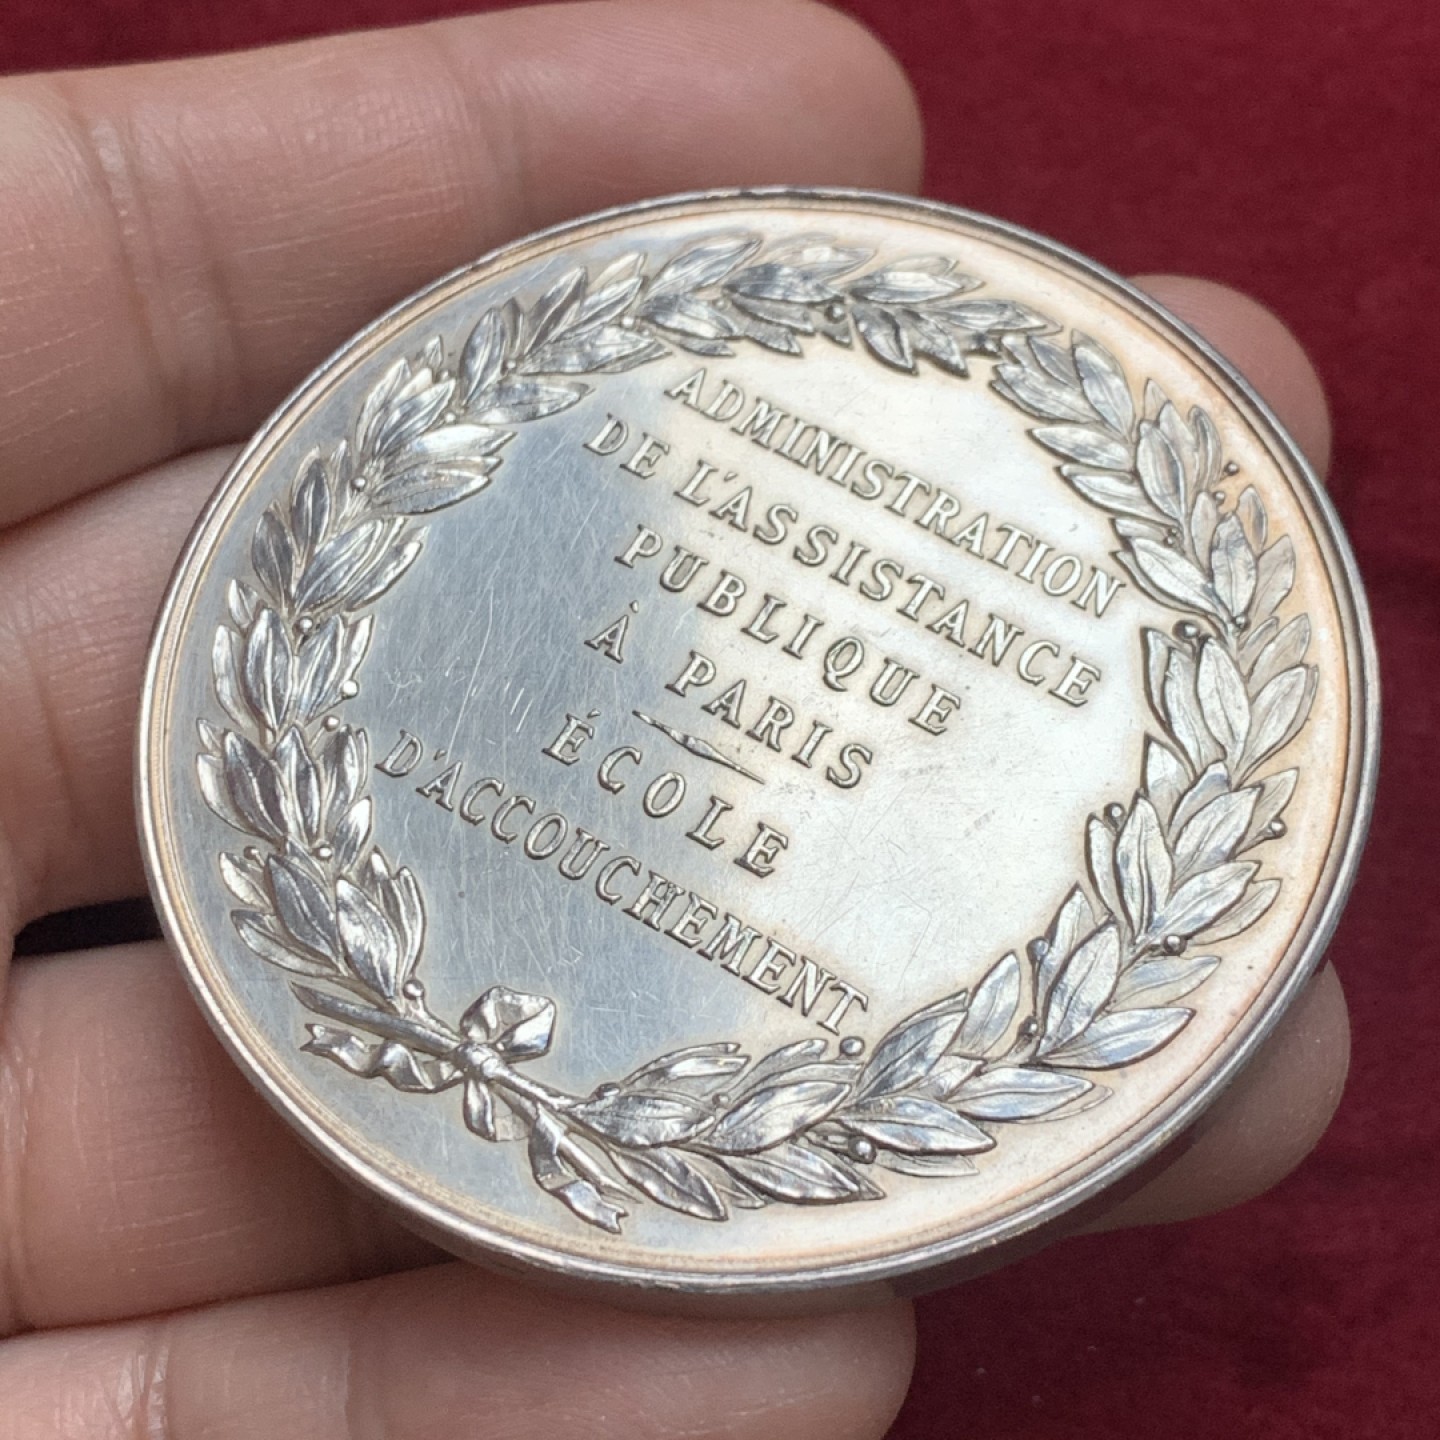 ADMINISTRATION
DE L'ASSISTANCE
PUBLIQUE
À PARIS
ÉCOLE
D'ACCOUCHEMENT